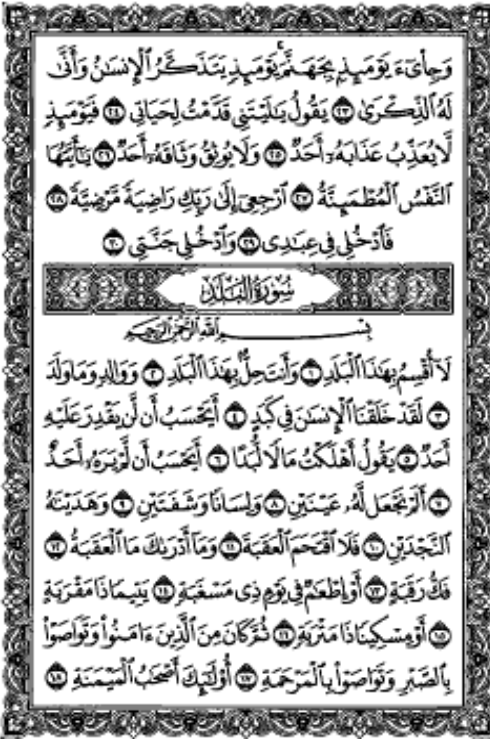 وَجِاْىٓءَ يَوْمَئِذٍۭ بِجَهَنَّمَ ۚ يَوْمَئِذٍ يَتَذَكَّرُ ٱلْإِنسَٰنُ وَأَنَّىٰ
لَهُ ٱلذِّكْرَىٰ ٢٣ يَقُولُ يَٰلَيْتَنِى قَدَّمْتُ لِحَيَاتِى ٢٤ فَيَوْمَئِذٍ
لَّا يُعَذِّبُ عَذَابَهُۥٓ أَحَدٌ ٢٥ وَلَا يُوثِقُ وَثَاقَهُۥٓ أَحَدٌ ٢٦ يَٰٓأَيَّتُهَا
ٱلنَّفْسُ ٱلْمُطْمَئِنَّةُ ٢٧ ٱرْجِعِىٓ إِلَىٰ رَبِّكِ رَاضِيَةً مَّرْضِيَّةً ٢٨
فَٱدْخُلِى فِى عِبَٰدِى ٢٩ وَٱدْخُلِى جَنَّتِى ٣٠
سُورَةُ البَلَدِ
بِسْمِ ٱللَّهِ ٱلرَّحْمَٰنِ ٱلرَّحِيمِ
لَآ أُقْسِمُ بِهَٰذَا ٱلْبَلَدِ ١ وَأَنتَ حِلٌّۢ بِهَٰذَا ٱلْبَلَدِ ٢ وَوَالِدٍ وَمَا وَلَدَ
٣ لَقَدْ خَلَقْنَا ٱلْإِنسَٰنَ فِى كَبَدٍ ٤ أَيَحْسَبُ أَن لَّن يَقْدِرَ عَلَيْهِ
أَحَدٌ ٥ يَقُولُ أَهْلَكْتُ مَالًا لُّبَدًا ٦ أَيَحْسَبُ أَن لَّمْ يَرَهُۥٓ أَحَدٌ
٧ أَلَمْ نَجْعَل لَّهُۥ عَيْنَيْنِ ٨ وَلِسَانًا وَشَفَتَيْنِ ٩ وَهَدَيْنَٰهُ
ٱلنَّجْدَيْنِ ١٠ فَلَا ٱقْتَحَمَ ٱلْعَقَبَةَ ١١ وَمَآ أَدْرَىٰكَ مَا ٱلْعَقَبَةُ ١٢
فَكُّ رَقَبَةٍ ١٣ أَوْ إِطْعَٰمٌ فِى يَوْمٍ ذِى مَسْغَبَةٍ ١٤ يَتِيمًا ذَا مَقْرَبَةٍ
١٥ أَوْ مِسْكِينًا ذَا مَتْرَبَةٍ ١٦ ثُمَّ كَانَ مِنَ ٱلَّذِينَ ءَامَنُوا۟ وَتَوَاصَوْا۟
بِٱلصَّبْرِ وَتَوَاصَوْا۟ بِٱلْمَرْحَمَةِ ١٧ أُو۟لَٰٓئِكَ أَصْحَٰبُ ٱلْمَيْمَنَةِ ١٨